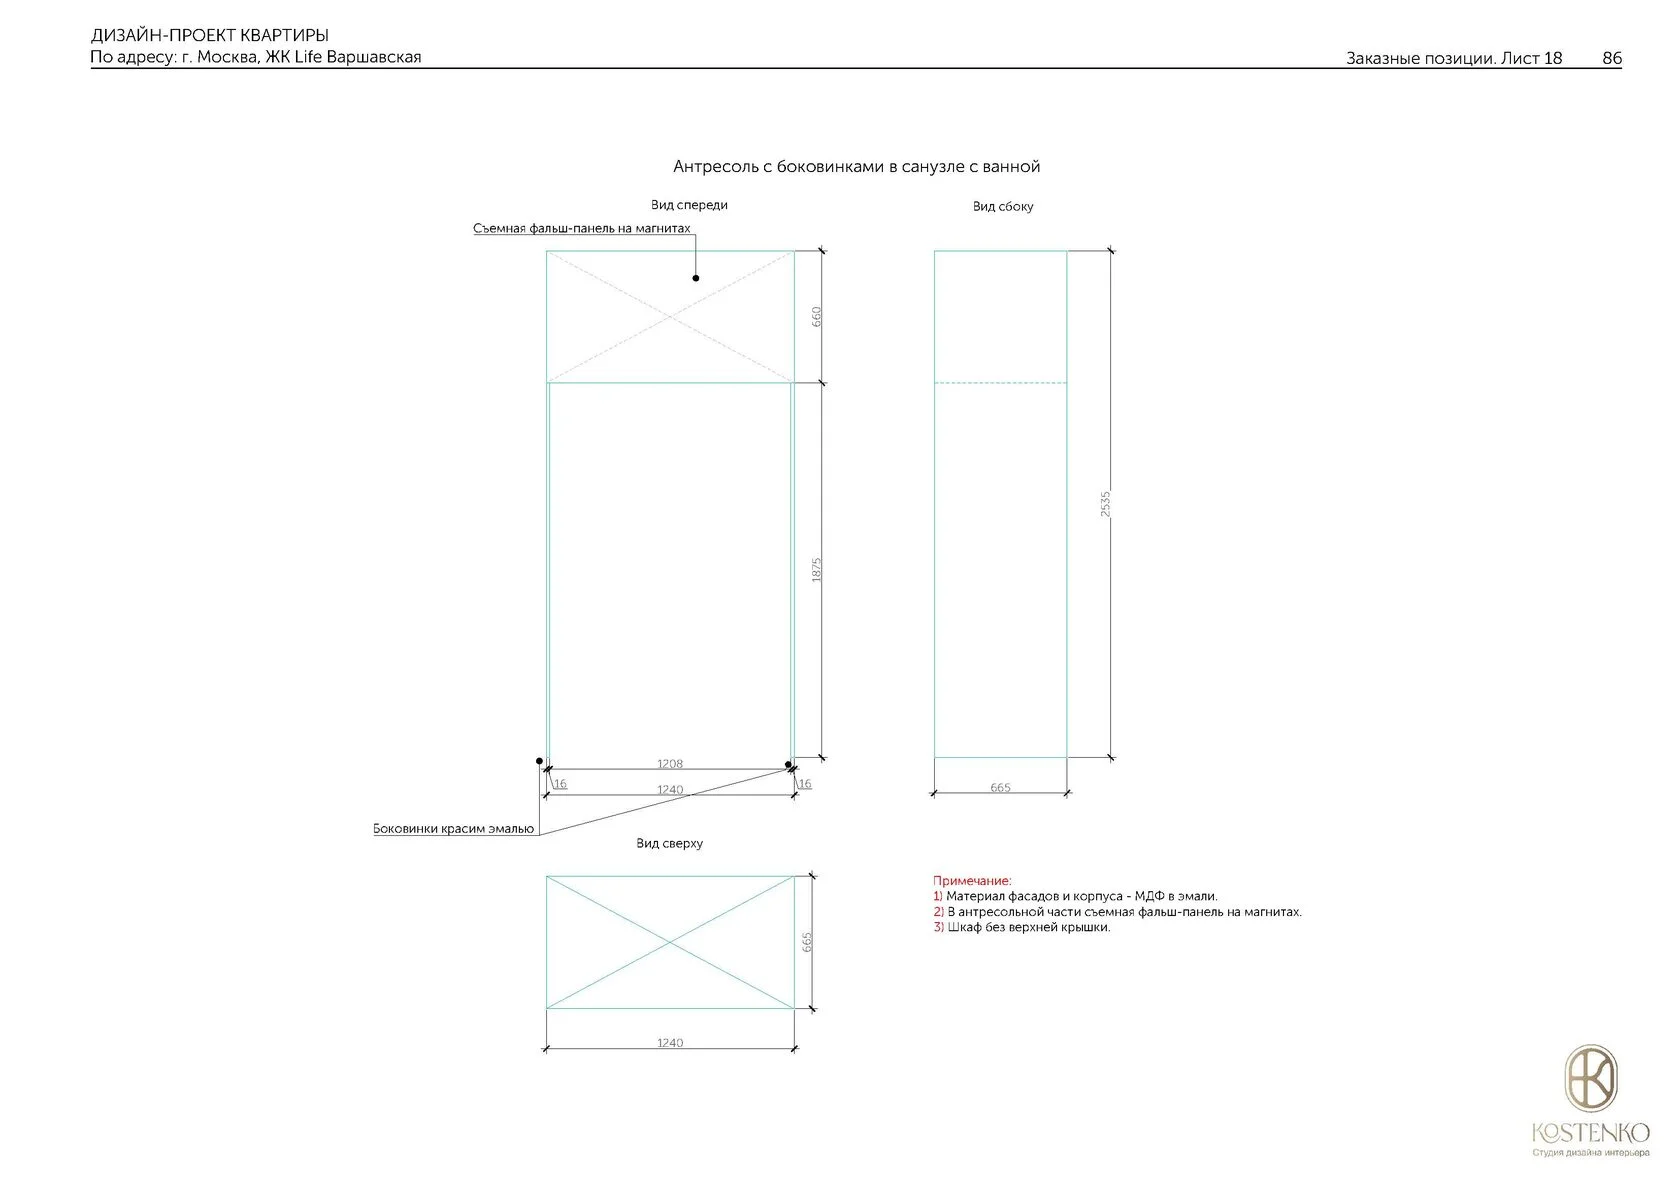 ДИЗАЙН-ПРОЕКТ КВАРТИРЫ
По адресу: г. Москва, ЖК Life Варшавская
Заказные позиции. Лист 18 86
Антресоль с боковинками в санузле с ванной
Вид спереди
Вид сбоку
Съемная фальш-панель на магнитах
660
2535
1875
1208
16
16
1240
665
Боковинки красим эмалью
Вид сверху
665
1240
Примечание:
1) Материал фасадов и корпуса - МДФ в эмали.
2) В антресольной части съемная фальш-панель на магнитах.
3) Шкаф без верхней крышки.
KOSTENKO
Студия дизайна интерьера